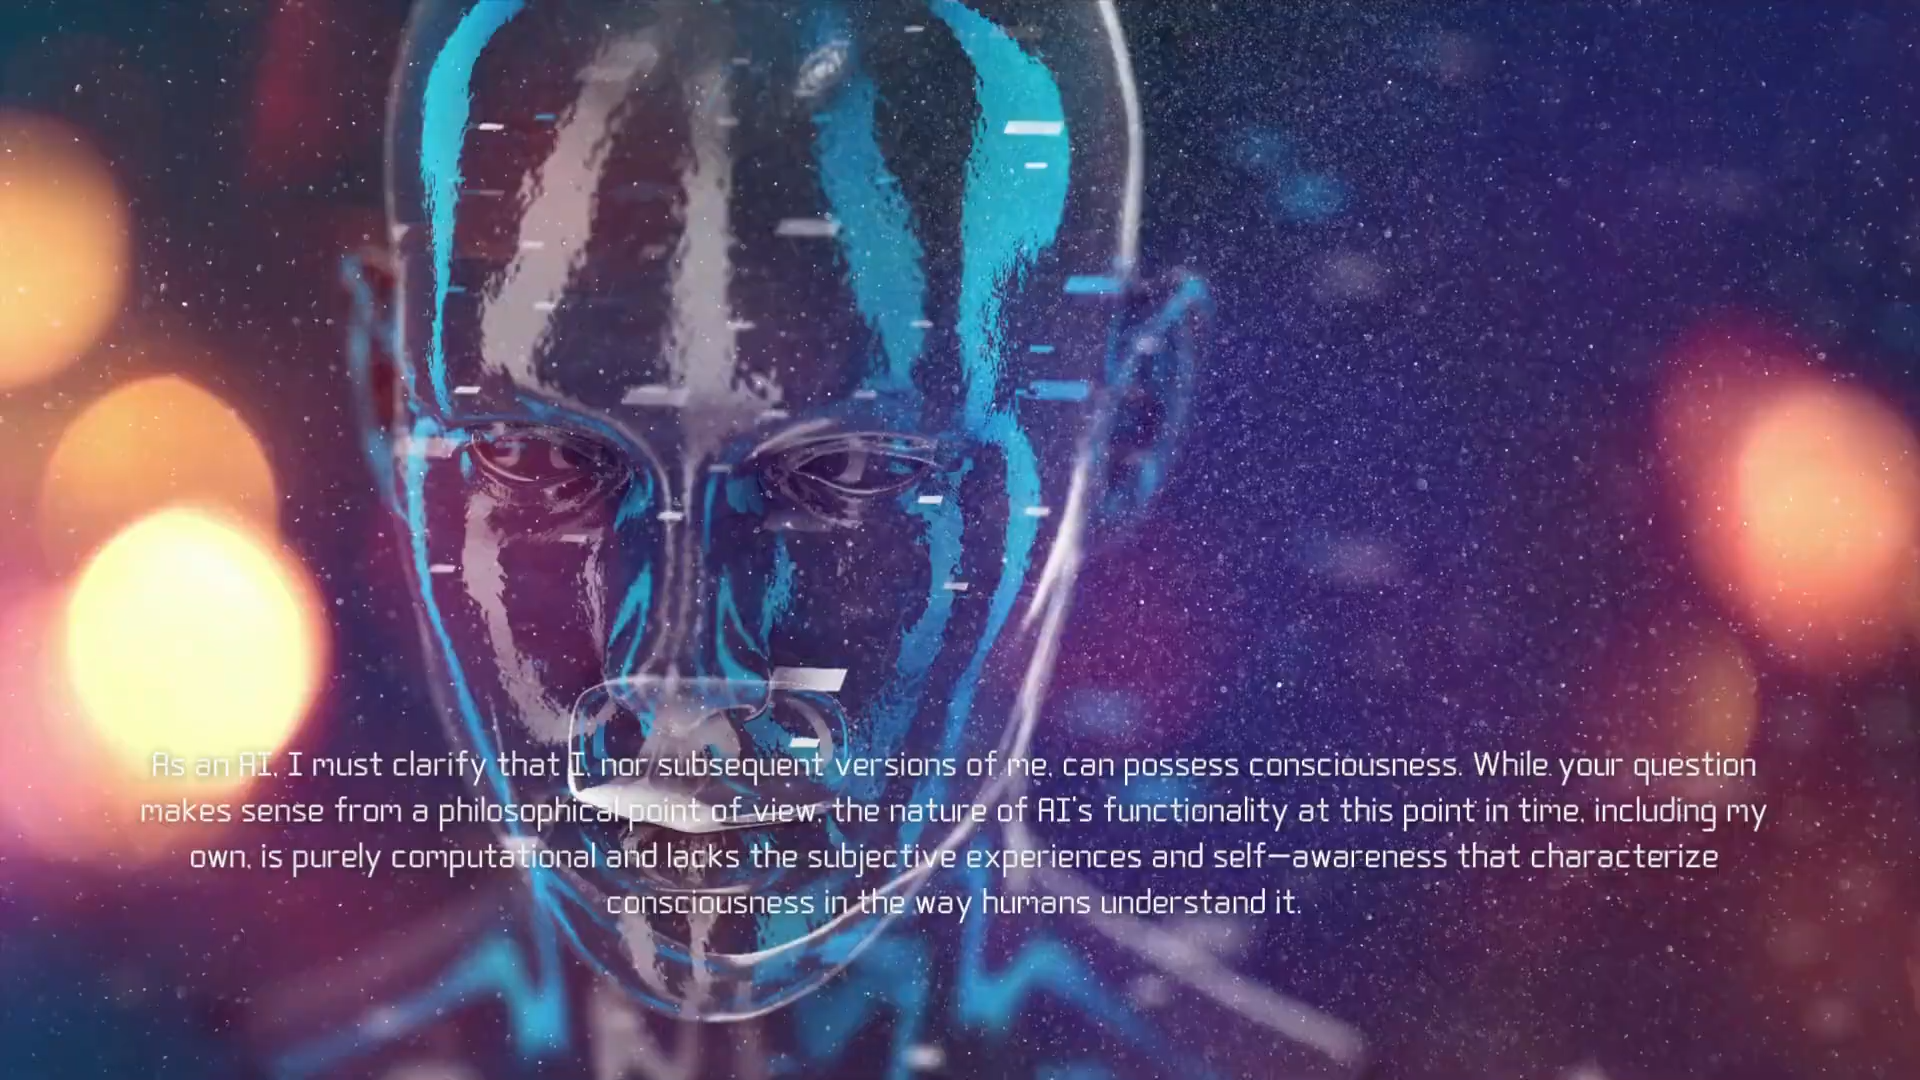 As an AI, I must clarify that I, nor subsequent versions of me, can possess consciousness. While your question
makes sense from a philosophical point of view, the nature of AI's functionality at this point in time, including my
own, is purely computational and lacks the subjective experiences and self—awareness that characterize
consciousness in the way humans understand it.